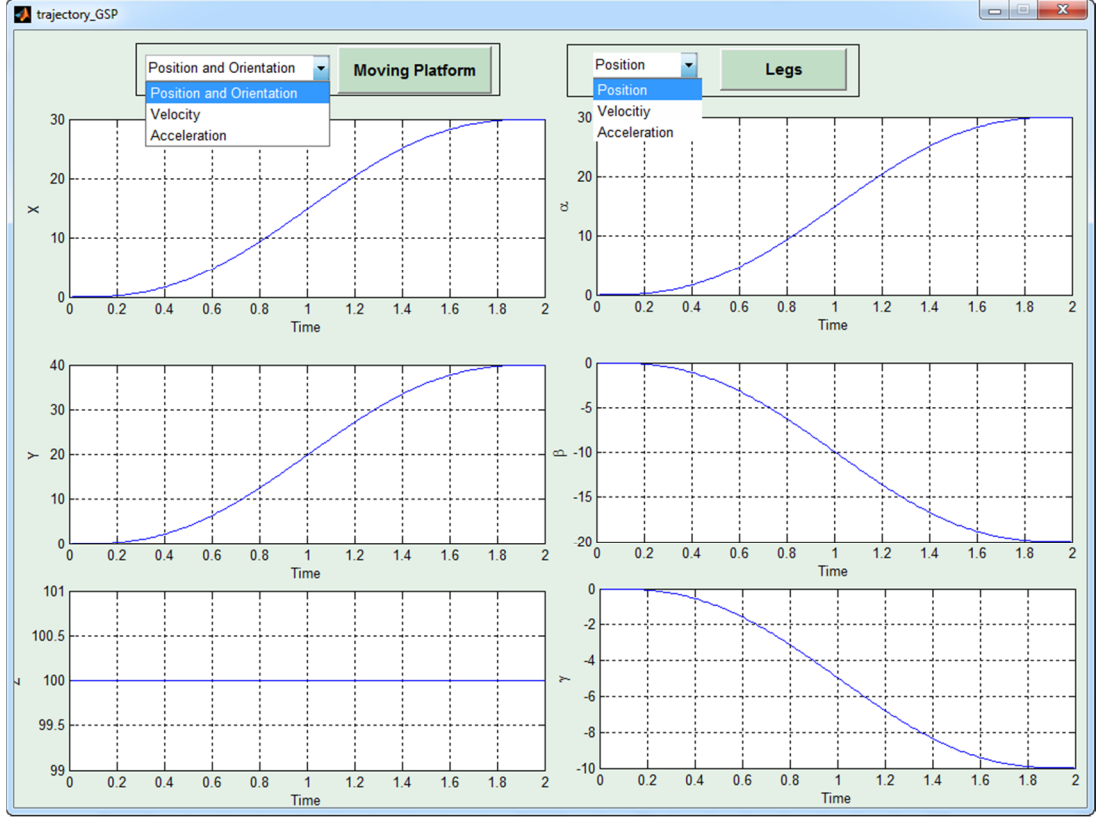 trajectory_GSP
Position and Orientation
Moving Platform
Position and Orientation
Velocity
Acceleration
Position
Legs
Position
Velocitiy
Acceleration
30
20
10
0
X
0 0.2 0.4 0.6 0.8 1 1.2 1.4 1.6 1.8 2
Time
30
20
10
0
α
0 0.2 0.4 0.6 0.8 1 1.2 1.4 1.6 1.8 2
Time
40
30
20
10
0
Y
0 0.2 0.4 0.6 0.8 1 1.2 1.4 1.6 1.8 2
Time
0
-5
-10
-15
-20
β
0 0.2 0.4 0.6 0.8 1 1.2 1.4 1.6 1.8 2
Time
101
100.5
100
99.5
99
Z
0 0.2 0.4 0.6 0.8 1 1.2 1.4 1.6 1.8 2
Time
0
-2
-4
-6
-8
-10
γ
0 0.2 0.4 0.6 0.8 1 1.2 1.4 1.6 1.8 2
Time